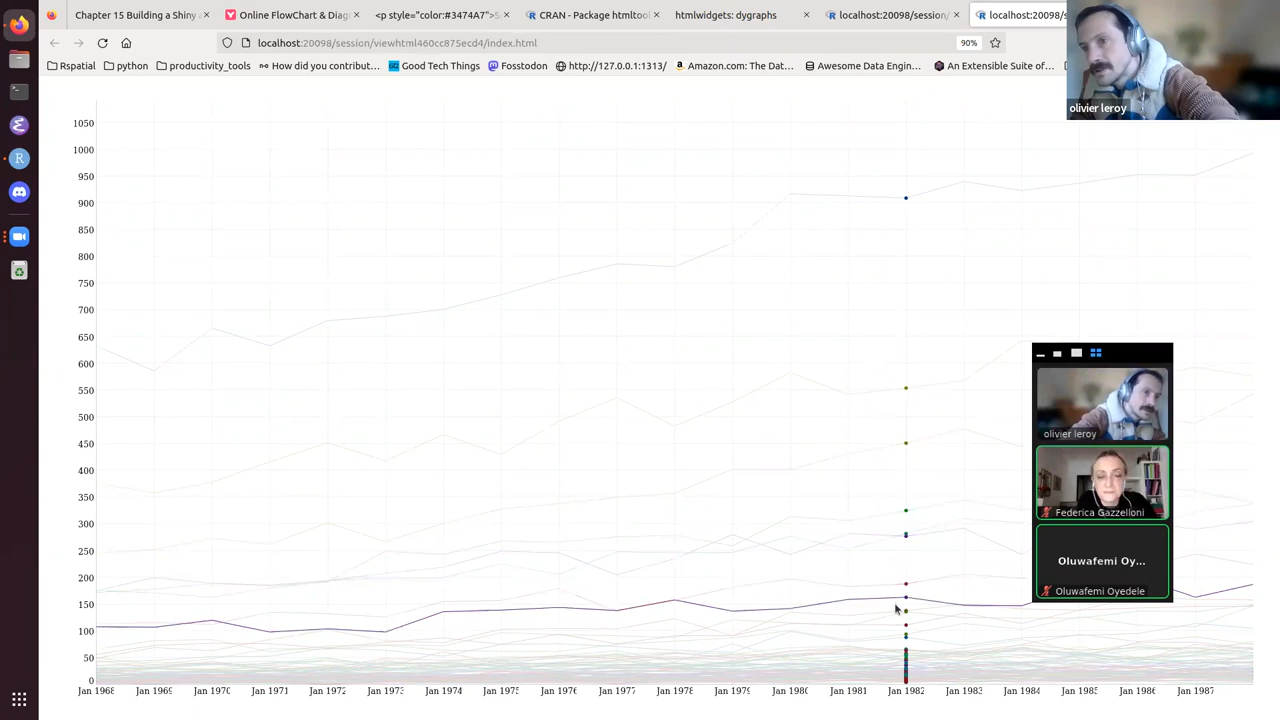 Chapter 15 Building a Shiny
Online FlowChart & Diag
<p style="color:#3474A7">S
CRAN - Package htmltool
htmlwidgets: dygraphs
localhost:20098/session/
localhost:20098/se
localhost:20098/session/viewhtml460cc875ecd4/index.html
90%
Rspatial
python
productivity_tools
How did you contribut…
Good Tech Things
Fosstodon
http://127.0.0.1:1313/
Amazon.com: The Dat…
Awesome Data Engin…
An Extensible Suite of…
olivier leroy
1050
1000
950
900
850
800
750
700
650
600
550
500
450
400
350
300
250
200
150
100
50
0
Jan 1968
Jan 1969
Jan 1970
Jan 1971
Jan 1972
Jan 1973
Jan 1974
Jan 1975
Jan 1976
Jan 1977
Jan 1978
Jan 1979
Jan 1980
Jan 1981
Jan 1982
Jan 1983
Jan 1984
Jan 1985
Jan 1986
Jan 1987
olivier leroy
Federica Gazzelloni
Oluwafemi Oy...
Oluwafemi Oyedele